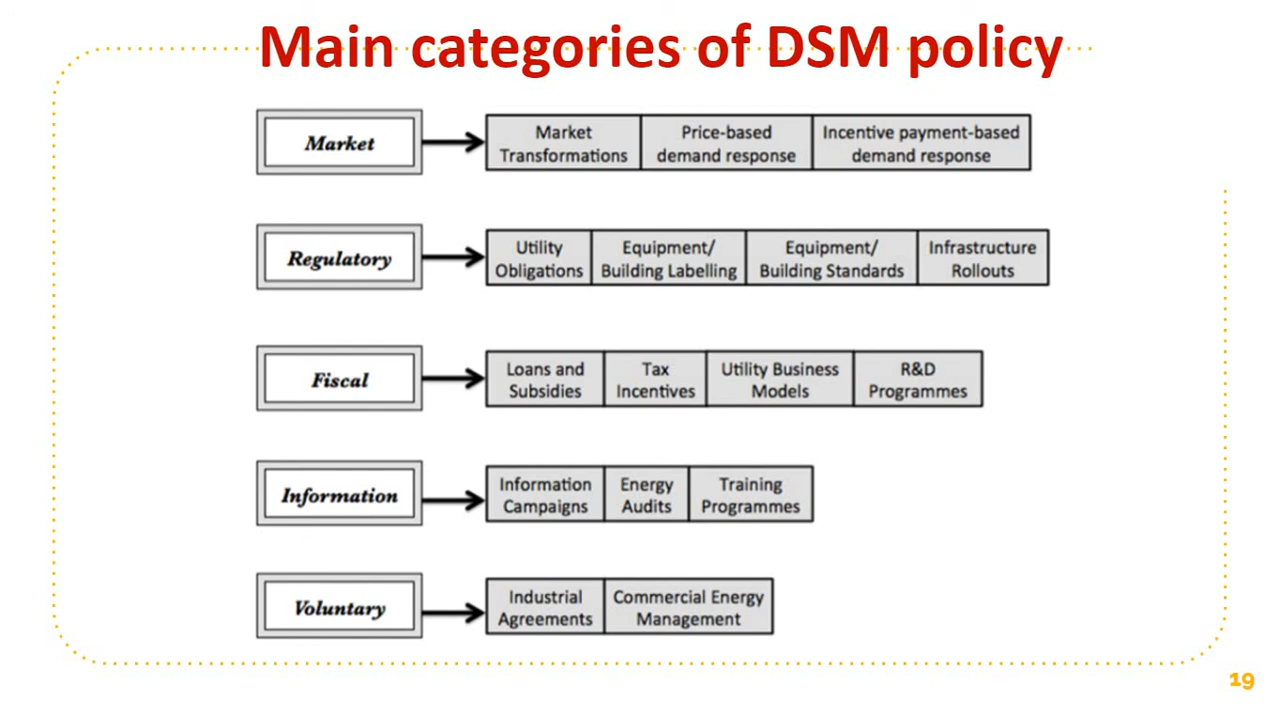 Main categories of DSM policy
Market
Market
Transformations
Price-based
demand response
Incentive payment-based
demand response
Regulatory
Utility
Obligations
Equipment/
Building Labelling
Equipment/
Building Standards
Infrastructure
Rollouts
Fiscal
Loans and
Subsidies
Tax
Incentives
Utility Business
Models
R&D
Programmes
Information
Information
Campaigns
Energy
Audits
Training
Programmes
Voluntary
Industrial
Agreements
Commercial Energy
Management
19